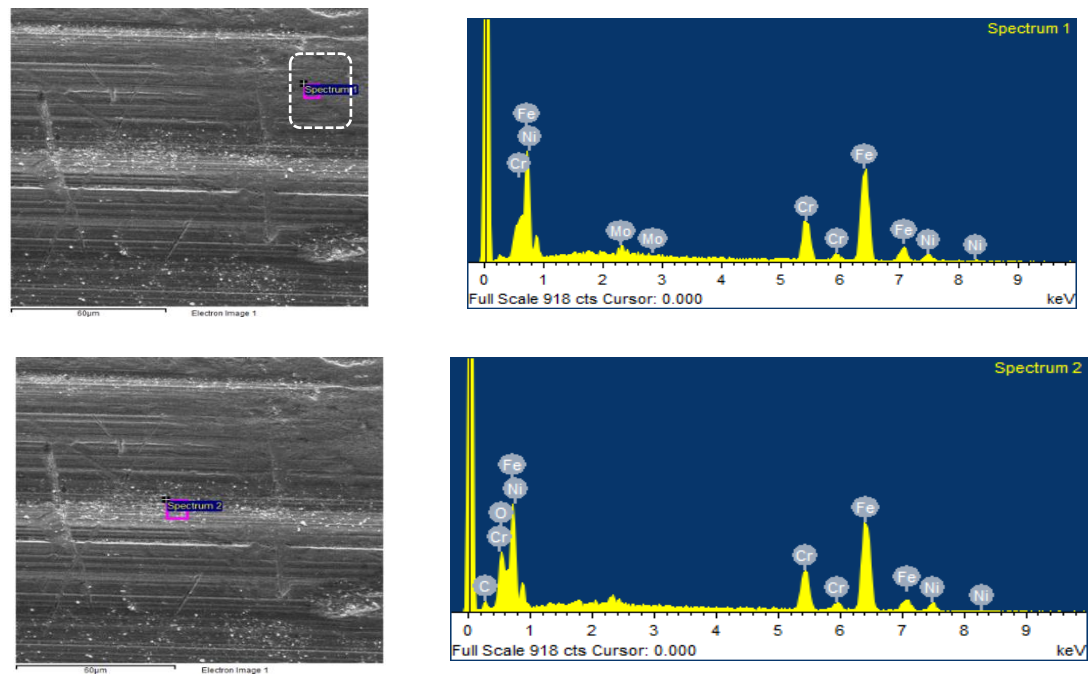 Spectrum 1
60μm
Electron Image 1
Spectrum 1
Fe
Ni
Cr
Mo
Mo
Cr
Cr
Fe
Fe
Ni
Ni
0 1 2 3 4 5 6 7 8 9
Full Scale 918 cts Cursor: 0.000
keV
Spectrum 2
60μm
Electron Image 1
Spectrum 2
Fe
Ni
O
Cr
C
Cr
Cr
Fe
Fe
Ni
Ni
0 1 2 3 4 5 6 7 8 9
Full Scale 918 cts Cursor: 0.000
keV